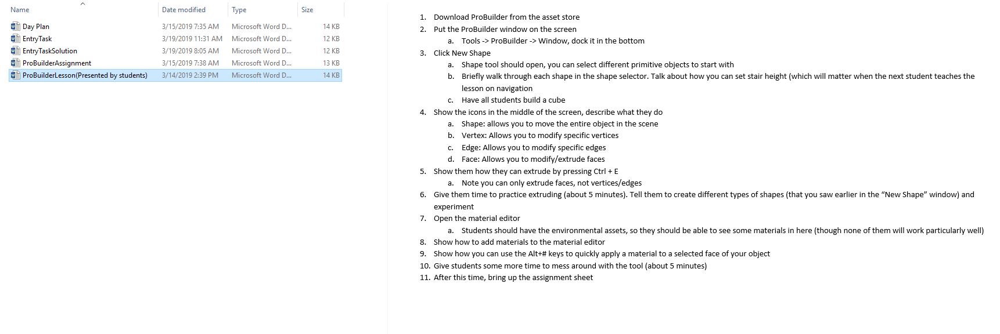 Name Date modified Type Size
Day Plan 3/15/2019 7:35 AM Microsoft Word D... 14 KB
EntryTask 3/19/2019 11:31 AM Microsoft Word D... 12 KB
EntryTaskSolution 3/19/2019 8:05 AM Microsoft Word D... 12 KB
ProBuilderAssignment 3/15/2019 7:38 AM Microsoft Word D... 13 KB
ProBuilderLesson(Presented by students) 3/14/2019 2:39 PM Microsoft Word D... 14 KB
1. Download ProBuilder from the asset store
2. Put the ProBuilder window on the screen
a. Tools -> ProBuilder -> Window, dock it in the bottom
3. Click New Shape
a. Shape tool should open, you can select different primitive objects to start with
b. Briefly walk through each shape in the shape selector. Talk about how you can set stair height (which will matter when the next student teaches the
lesson on navigation
c. Have all students build a cube
4. Show the icons in the middle of the screen, describe what they do
a. Shape: allows you to move the entire object in the scene
b. Vertex: Allows you to modify specific vertices
c. Edge: Allows you to modify specific edges
d. Face: Allows you to modify/extrude faces
5. Show them how they can extrude by pressing Ctrl + E
a. Note you can only extrude faces, not vertices/edges
6. Give them time to practice extruding (about 5 minutes). Tell them to create different types of shapes (that you saw earlier in the “New Shape” window) and
experiment
7. Open the material editor
a. Students should have the environmental assets, so they should be able to see some materials in here (though none of them will work particularly well)
8. Show how to add materials to the material editor
9. Show how you can use the Alt+# keys to quickly apply a material to a selected face of your object
10. Give students some more time to mess around with the tool (about 5 minutes)
11. After this time, bring up the assignment sheet